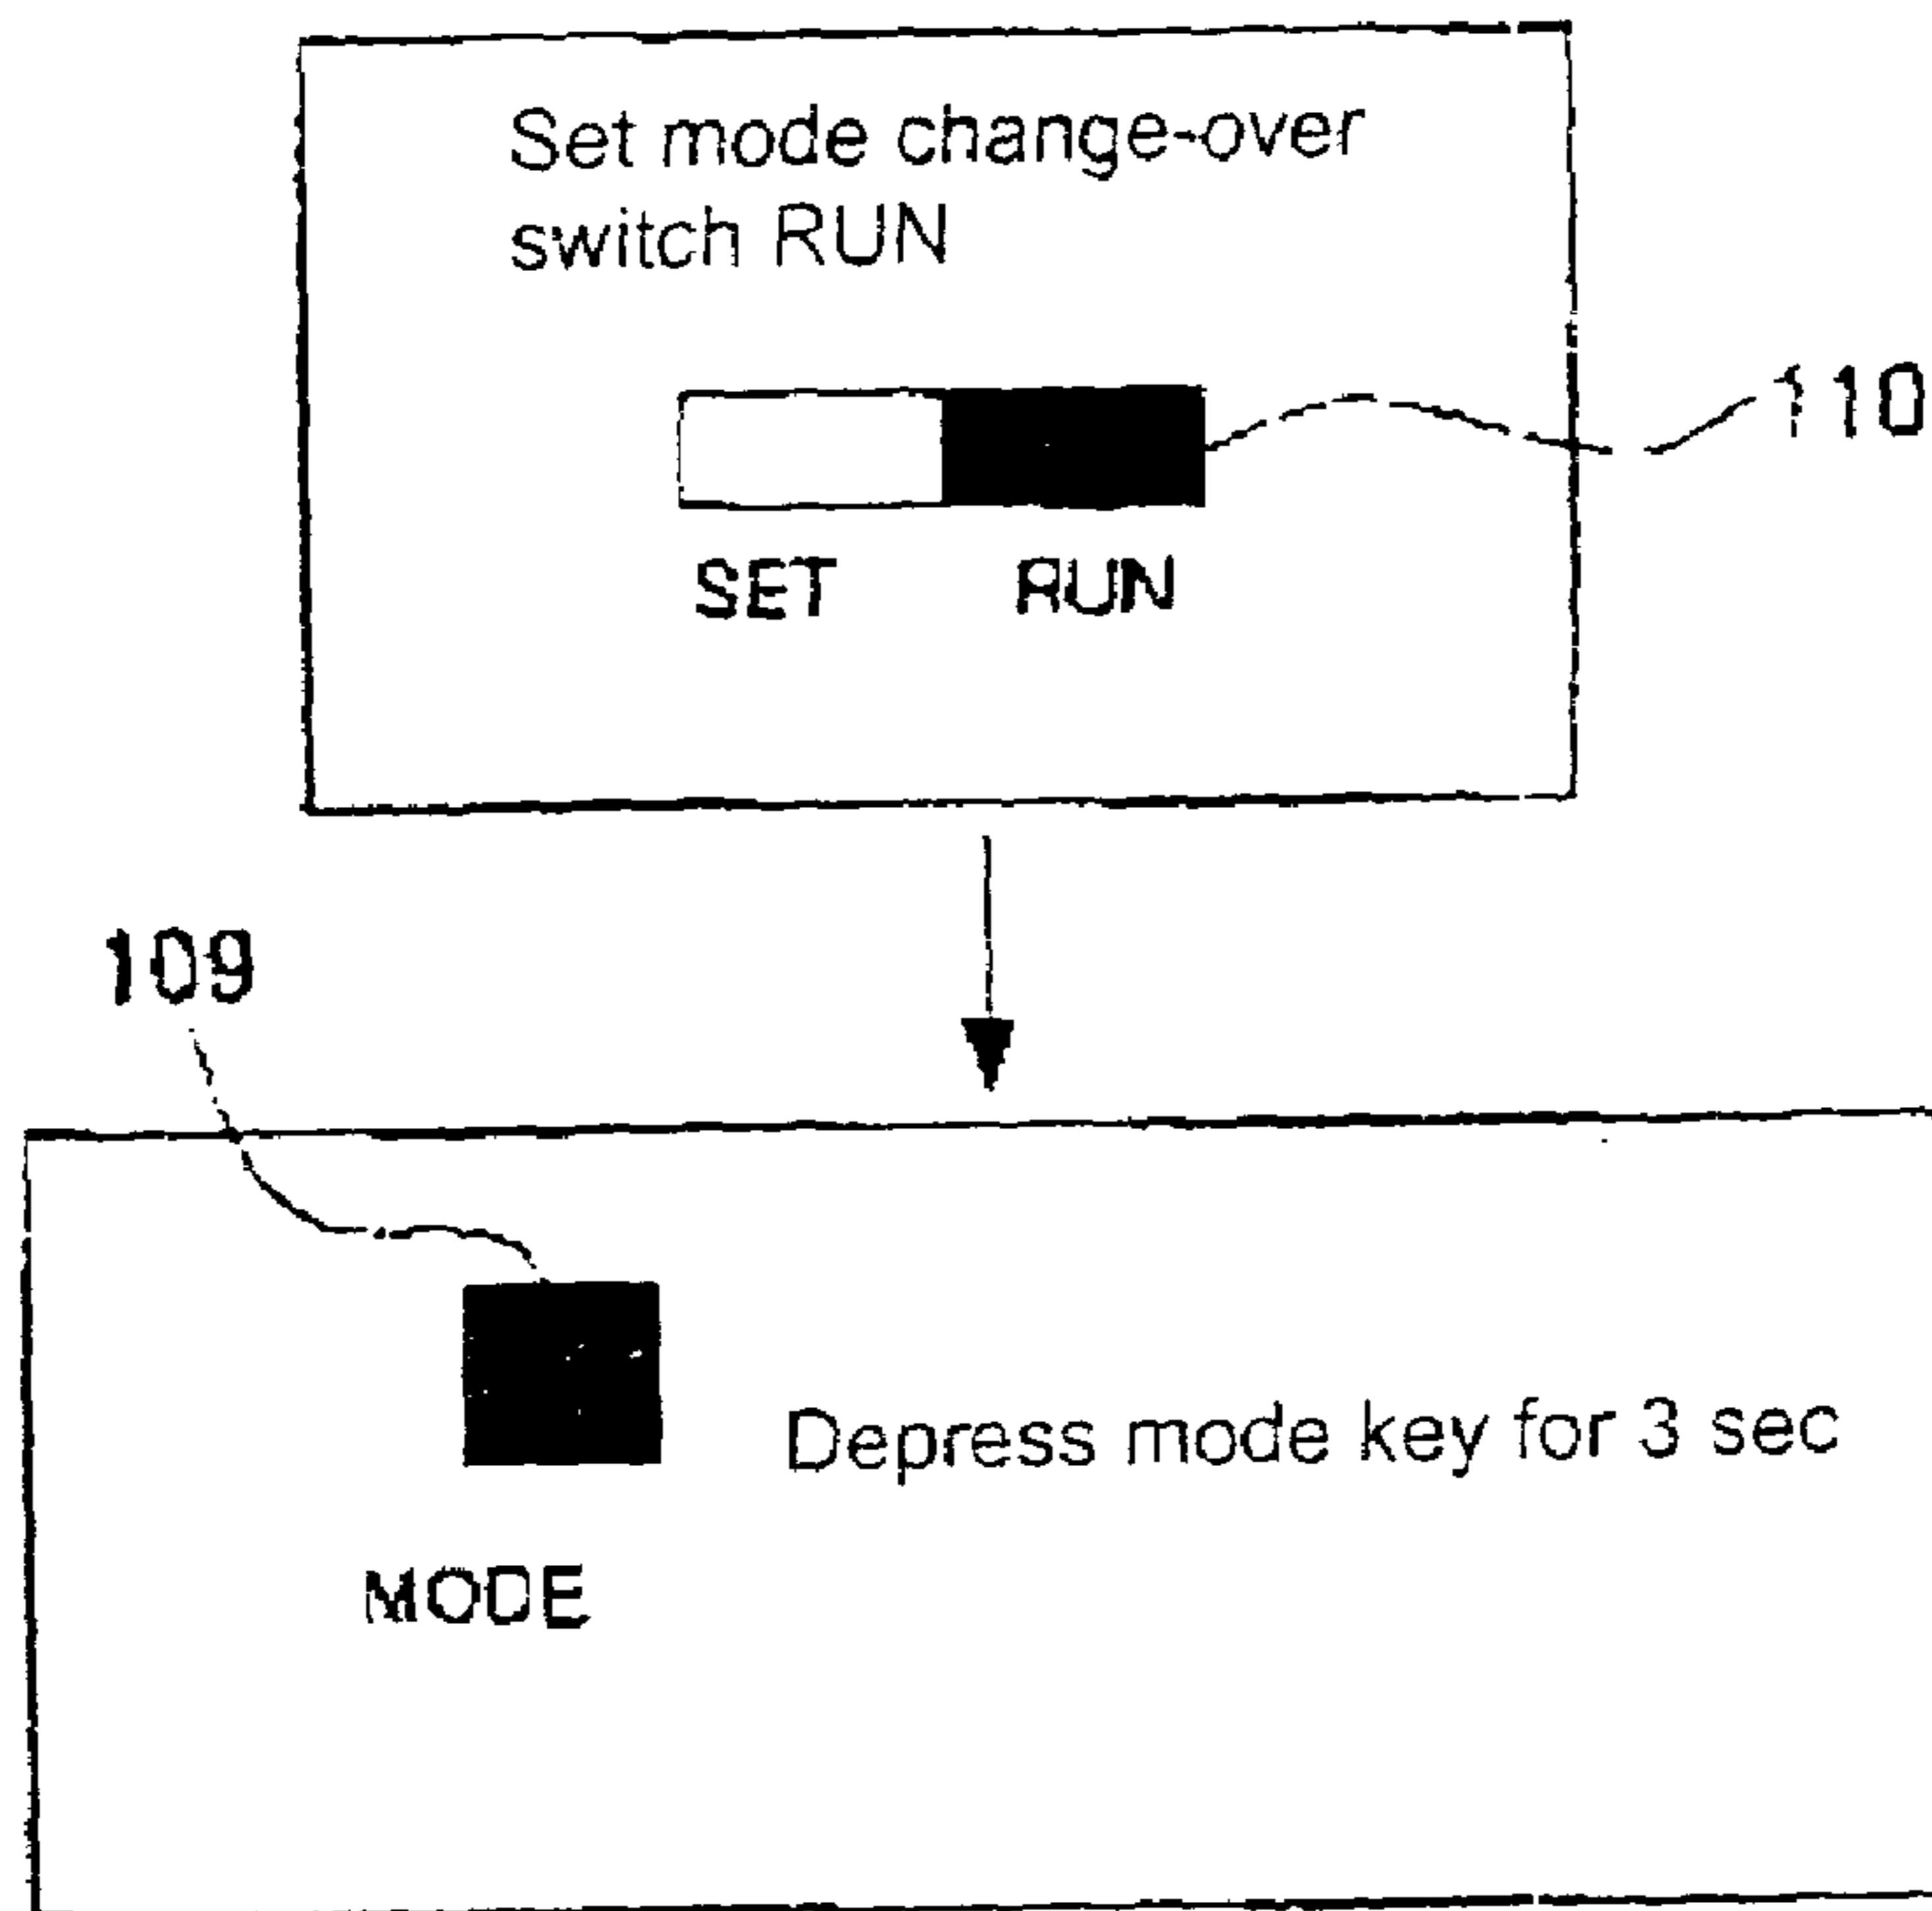 Set mode change-over
switch RUN
110
SET RUN
109
Depress mode key for 3 sec
MODE